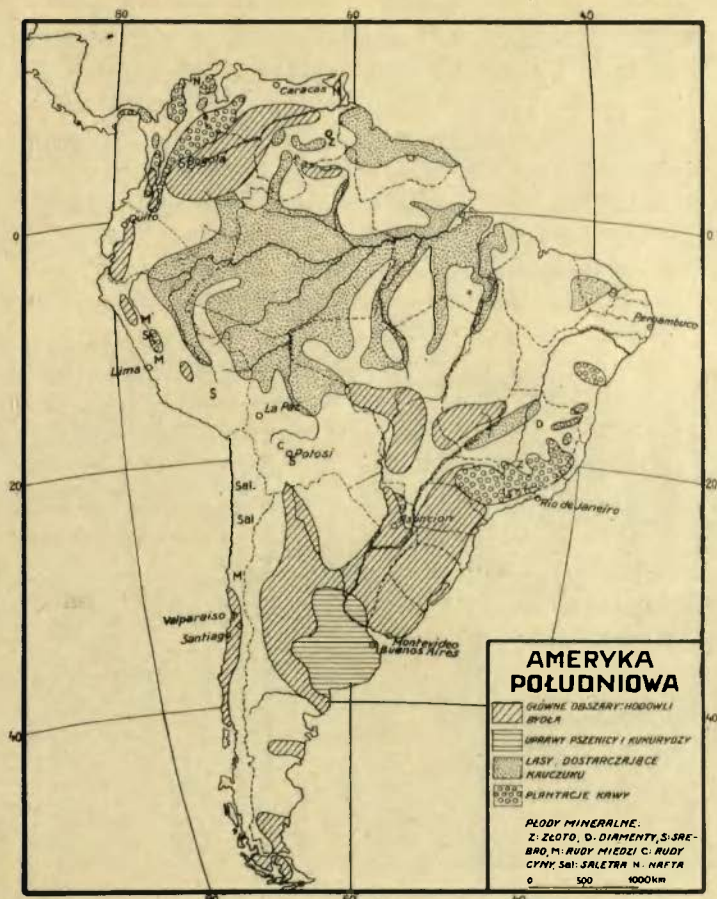 80
60
40
N
Caracas
N
Z
Bogota
Quito
0
0
M
S
M
Lima
S
Pernambuco
La Paz
C
Potosi
S
D
20
20
Sal.
Sal
Rio de Janeiro
Asuncion
M
Valparaiso
Santiago
Montevideo
Buenos Aires
40
AMERYKA
POŁUDNIOWA
GŁÓWNE OBSZARY HODOWLI
BYDŁA
UPRAWY PSZENICY I KUKURYDZY
LASY, DOSTARCZAJĄCE
KAUCZUKU
PLANTACJE KAWY
PŁODY MINERALNE:
Z: ZŁOTO, D: DIAMENTY, S: SRE-
BRO, M: RUDY MIEDZI C: RUDY
CYNY, Sal: SALETRA N: NAFTA
0 500 1000 km